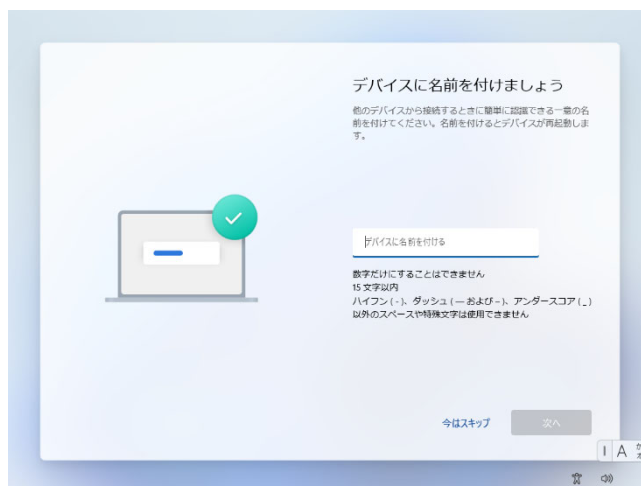 デバイスに名前を付けましょう
他のデバイスから接続するときに簡単に認識できる一意の名
前を付けてください。名前を付けるとデバイスが再起動しま
す。
デバイスに名前を付ける
数字だけにすることはできません
15 文字以内
ハイフン ( - )、ダッシュ ( — および – )、アンダースコア ( _ )
以外のスペースや特殊文字は使用できません
今はスキップ
次へ
A